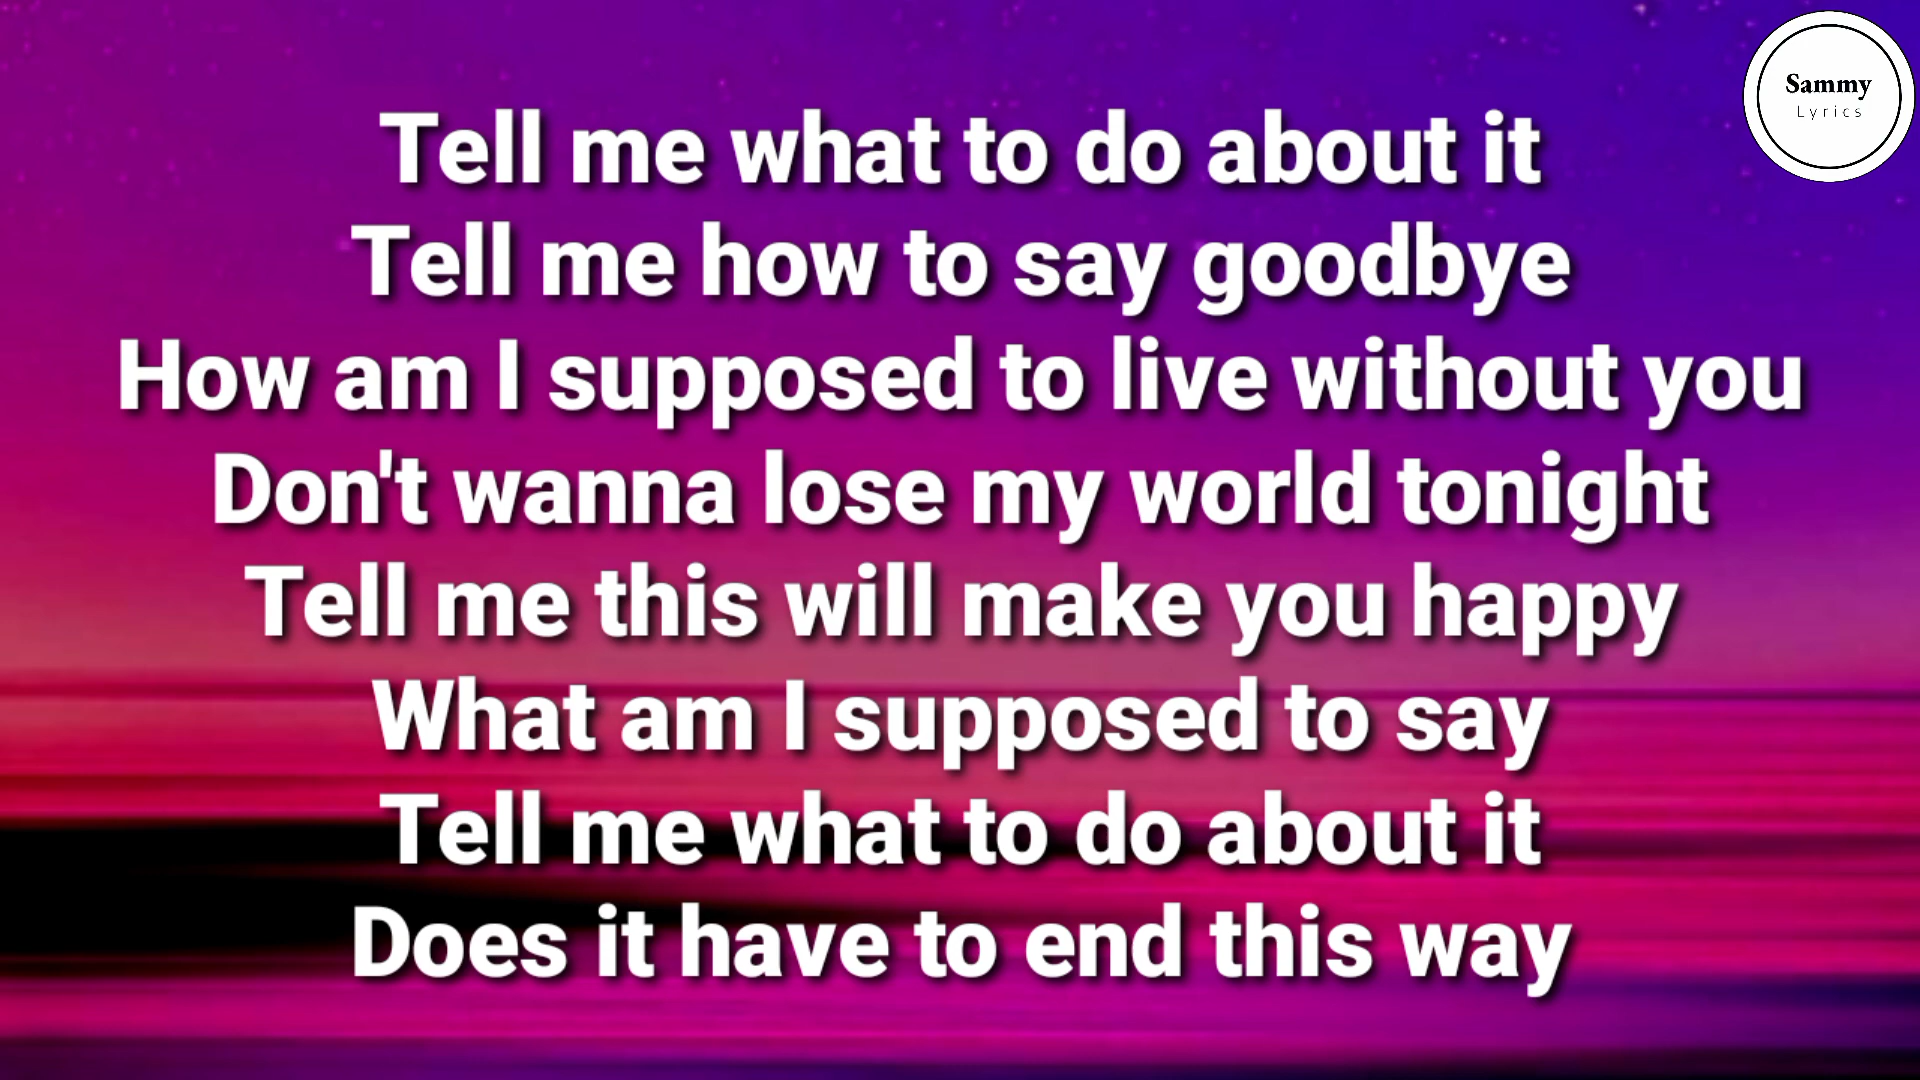 Sammy
Lyrics
Tell me what to do about it
Tell me how to say goodbye
How am I supposed to live without you
Don't wanna lose my world tonight
Tell me this will make you happy
What am I supposed to say
Tell me what to do about it
Does it have to end this way